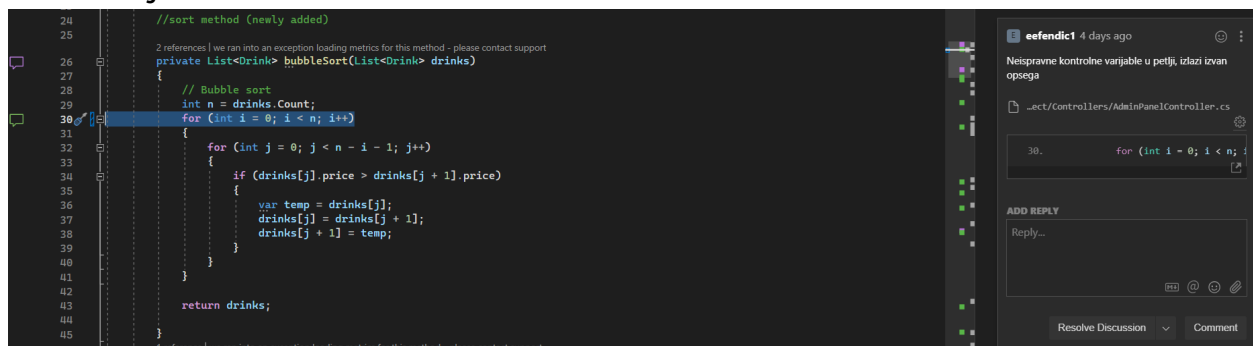 24 //sort method (newly added)
25
2 references | we ran into an exception loading metrics for this method - please contact support
26 private List<Drink> bubbleSort(List<Drink> drinks)
27 {
28 // Bubble sort
29 int n = drinks.Count;
30 for (int i = 0; i < n; i++)
31 {
32 for (int j = 0; j < n - i - 1; j++)
33 {
34 if (drinks[j].price > drinks[j + 1].price)
35 {
36 var temp = drinks[j];
37 drinks[j] = drinks[j + 1];
38 drinks[j + 1] = temp;
39 }
40 }
41 }
42
43 return drinks;
44
45 }
E eefendic1 4 days ago
Neispravne kontrolne varijable u petlji, izlazi izvan
opsega
…ect/Controllers/AdminPanelController.cs
30. for (int i = 0; i < n; i
ADD REPLY
Reply...
Resolve Discussion
Comment